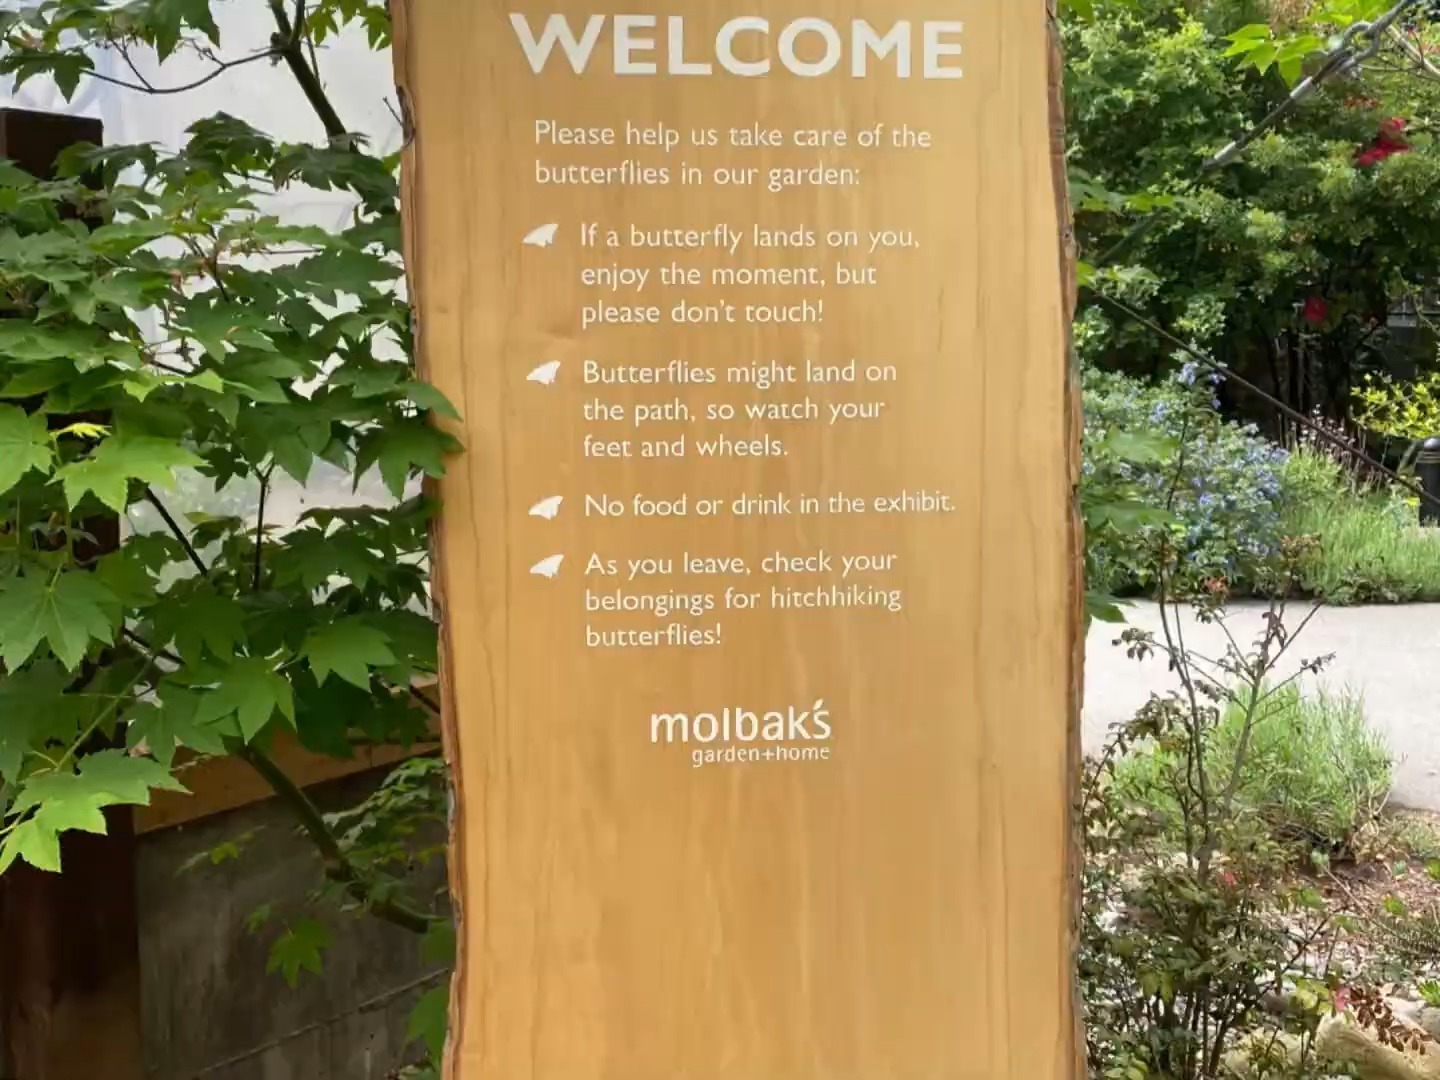 WELCOME
Please help us take care of the
butterflies in our garden:
If a butterfly lands on you,
enjoy the moment, but
please don't touch!
Butterflies might land on
the path, so watch your
feet and wheels.
No food or drink in the exhibit.
As you leave, check your
belongings for hitchhiking
butterflies!
molbak's
garden+home